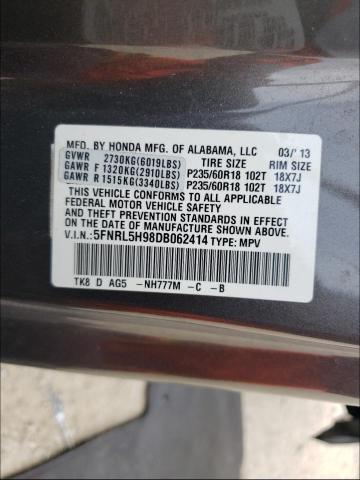 MFD. BY HONDA MFG. OF ALABAMA, LLC 03/' 13
GVWR 2730KG(6019LBS) TIRE SIZE RIM SIZE
GAWR F 1320KG(2910LBS) P235/60R18 102T 18X7J
GAWR R 1515KG(3340LBS) P235/60R18 102T 18X7J
THIS VEHICLE CONFORMS TO ALL APPLICABLE
FEDERAL MOTOR VEHICLE SAFETY AND THEFT
PREVENTION STANDARDS IN EFFECT ON THE DATE OF
MANUFACTURE SHOWN ABOVE.
V.I.N.:5FNRL5H98DB062414 TYPE: MPV
TK8 D AG5 -NH777M -C -B